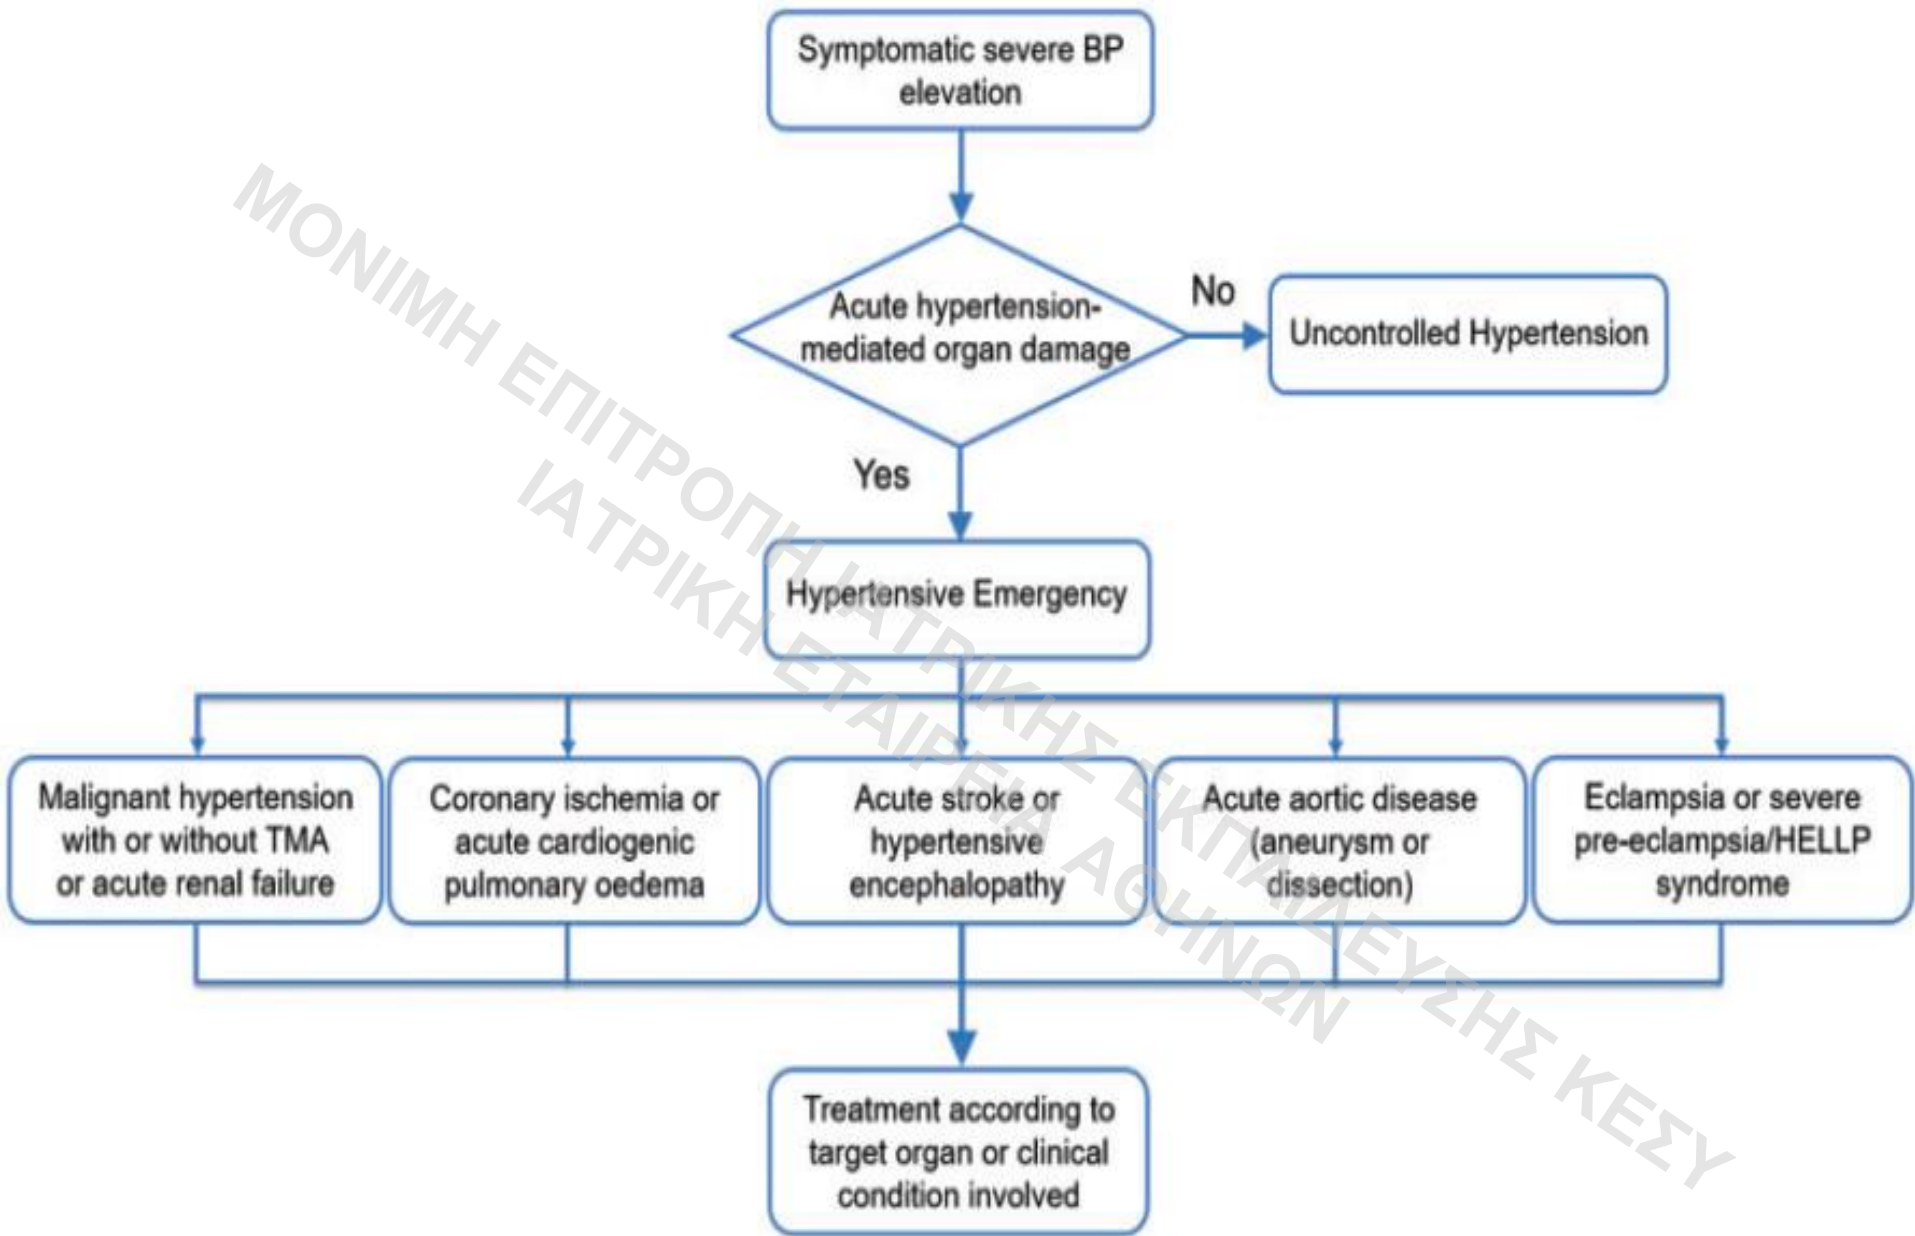 Symptomatic severe BP
elevation
Acute hypertension-
mediated organ damage
No
Uncontrolled Hypertension
Yes
Hypertensive Emergency
Malignant hypertension
with or without TMA
or acute renal failure
Coronary ischemia or
acute cardiogenic
pulmonary oedema
Acute stroke or
hypertensive
encephalopathy
Acute aortic disease
(aneurysm or
dissection)
Eclampsia or severe
pre-eclampsia/HELLP
syndrome
Treatment according to
target organ or clinical
condition involved
ΜΟΝΙΜΗ ΕΠΙΤΡΟΠΗ ΙΑΤΡΙΚΗΣ ΕΚΠΑΙΔΕΥΣΗΣ ΚΕΣΥ
ΙΑΤΡΙΚΗ ΕΤΑΙΡΕΙΑ ΑΘΗΝΩΝ